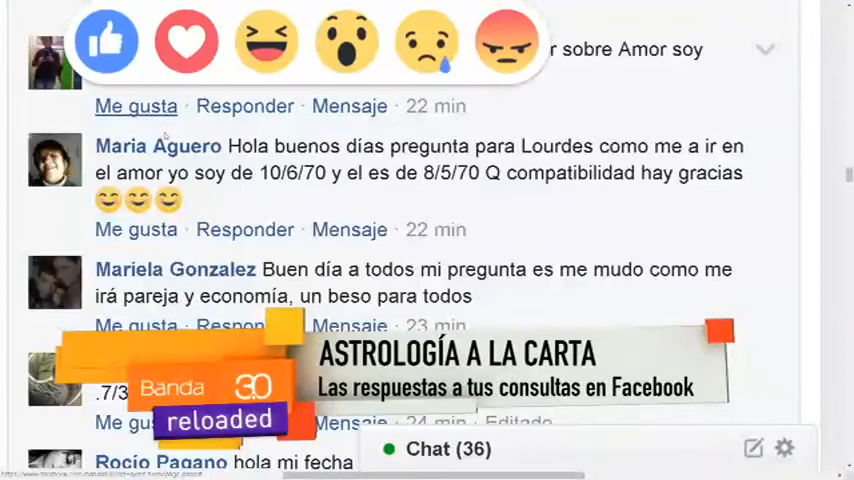 r sobre Amor soy
Me gusta · Responder · Mensaje · 22 min
Maria Aguero Hola buenos días pregunta para Lourdes como me a ir en
el amor yo soy de 10/6/70 y el es de 8/5/70 Q compatibilidad hay gracias
Me gusta · Responder · Mensaje · 22 min
Mariela Gonzalez Buen día a todos mi pregunta es me mudo como me
irá pareja y economía, un beso para todos
Me gusta · Respon Mensaje · 23 min
ASTROLOGÍA A LA CARTA
Las respuestas a tus consultas en Facebook
Banda 3.0
reloaded
.7/3
Me gu Mensaje · 24 min · Editado
Chat (36)
Rocío Pagano hola mi fecha